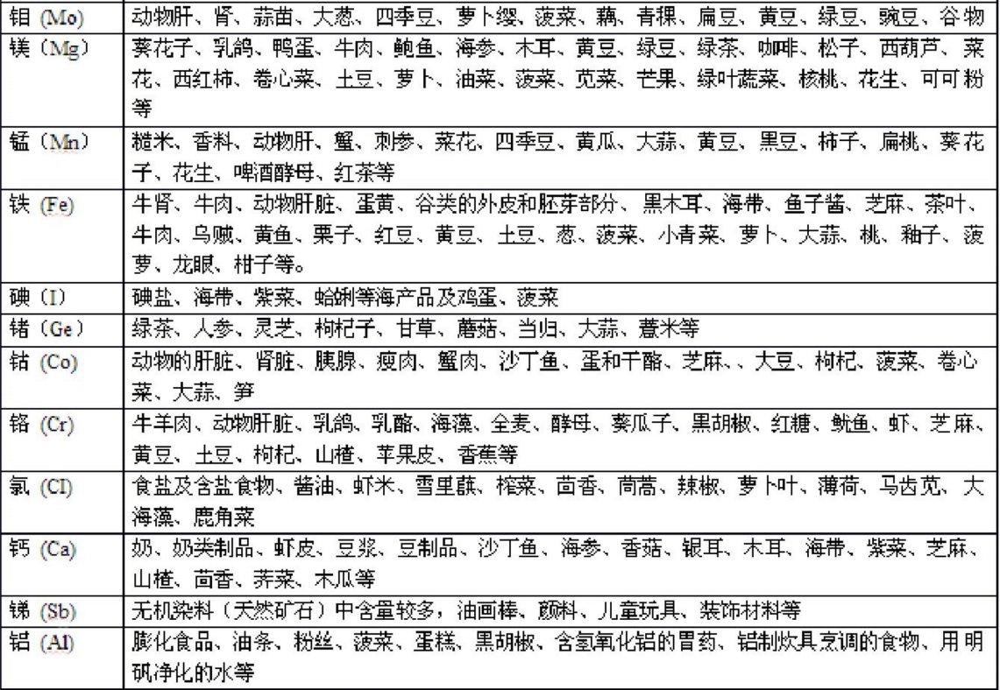 钼 (Mo) 动物肝、肾、蒜苗、大葱、四季豆、萝卜缨、菠菜、藕、青稞、扁豆、黄豆、绿豆、豌豆、谷物
镁（Mg） 葵花子、乳鸽、鸭蛋、牛肉、鲍鱼、海参、木耳、黄豆、绿豆、绿茶、咖啡、松子、西葫芦、菜
花、西红柿、卷心菜、土豆、萝卜、油菜、菠菜、苋菜、芒果、绿叶蔬菜、核桃、花生、可可粉
等
锰（Mn） 糙米、香料、动物肝、蟹、刺参、菜花、四季豆、黄瓜、大蒜、黄豆、黑豆、柿子、扁桃、葵花
子、花生、啤酒酵母、红茶等
铁 (Fe) 牛肾、牛肉、动物肝脏、蛋黄、谷类的外皮和胚芽部分、黑木耳、海带、鱼子酱、芝麻、茶叶、
牛肉、乌贼、黄鱼、栗子、红豆、黄豆、土豆、葱、菠菜、小青菜、萝卜、大蒜、桃、釉子、菠
萝、龙眼、柑子等。
碘（I） 碘盐、海带、紫菜、蛤蜊等海产品及鸡蛋、菠菜
锗（Ge） 绿茶、人参、灵芝、枸杞子、甘草、蘑菇、当归、大蒜、薏米等
钴 (Co) 动物的肝脏、肾脏、胰腺、瘦肉、蟹肉、沙丁鱼、蛋和干酪、芝麻、、大豆、枸杞、菠菜、卷心
菜、大蒜、笋
铬 (Cr) 牛羊肉、动物肝脏、乳鸽、乳酪、海藻、全麦、酵母、葵瓜子、黑胡椒、红糖、鱿鱼、虾、芝麻、
黄豆、土豆、枸杞、山楂、苹果皮、香蕉等
氯 (CI) 食盐及含盐食物、酱油、虾米、雪里蕻、榨菜、茴香、茼蒿、辣椒、萝卜叶、薄荷、马齿苋、大
海藻、鹿角菜
钙 (Ca) 奶、奶类制品、虾皮、豆浆、豆制品、沙丁鱼、海参、香菇、银耳、木耳、海带、紫菜、芝麻、
山楂、茴香、荠菜、木瓜等
锑 (Sb) 无机染料（天然矿石）中含量较多，油画棒、颜料、儿童玩具、装饰材料等
铝 (Al) 膨化食品、油条、粉丝、菠菜、蛋糕、黑胡椒、含氢氧化铝的胃药、铝制炊具烹调的食物、用明
矾净化的水等